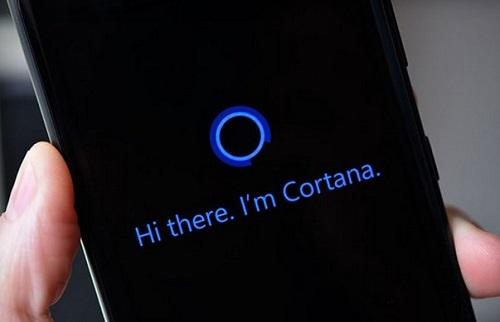 Hi there. I'm Cortana.